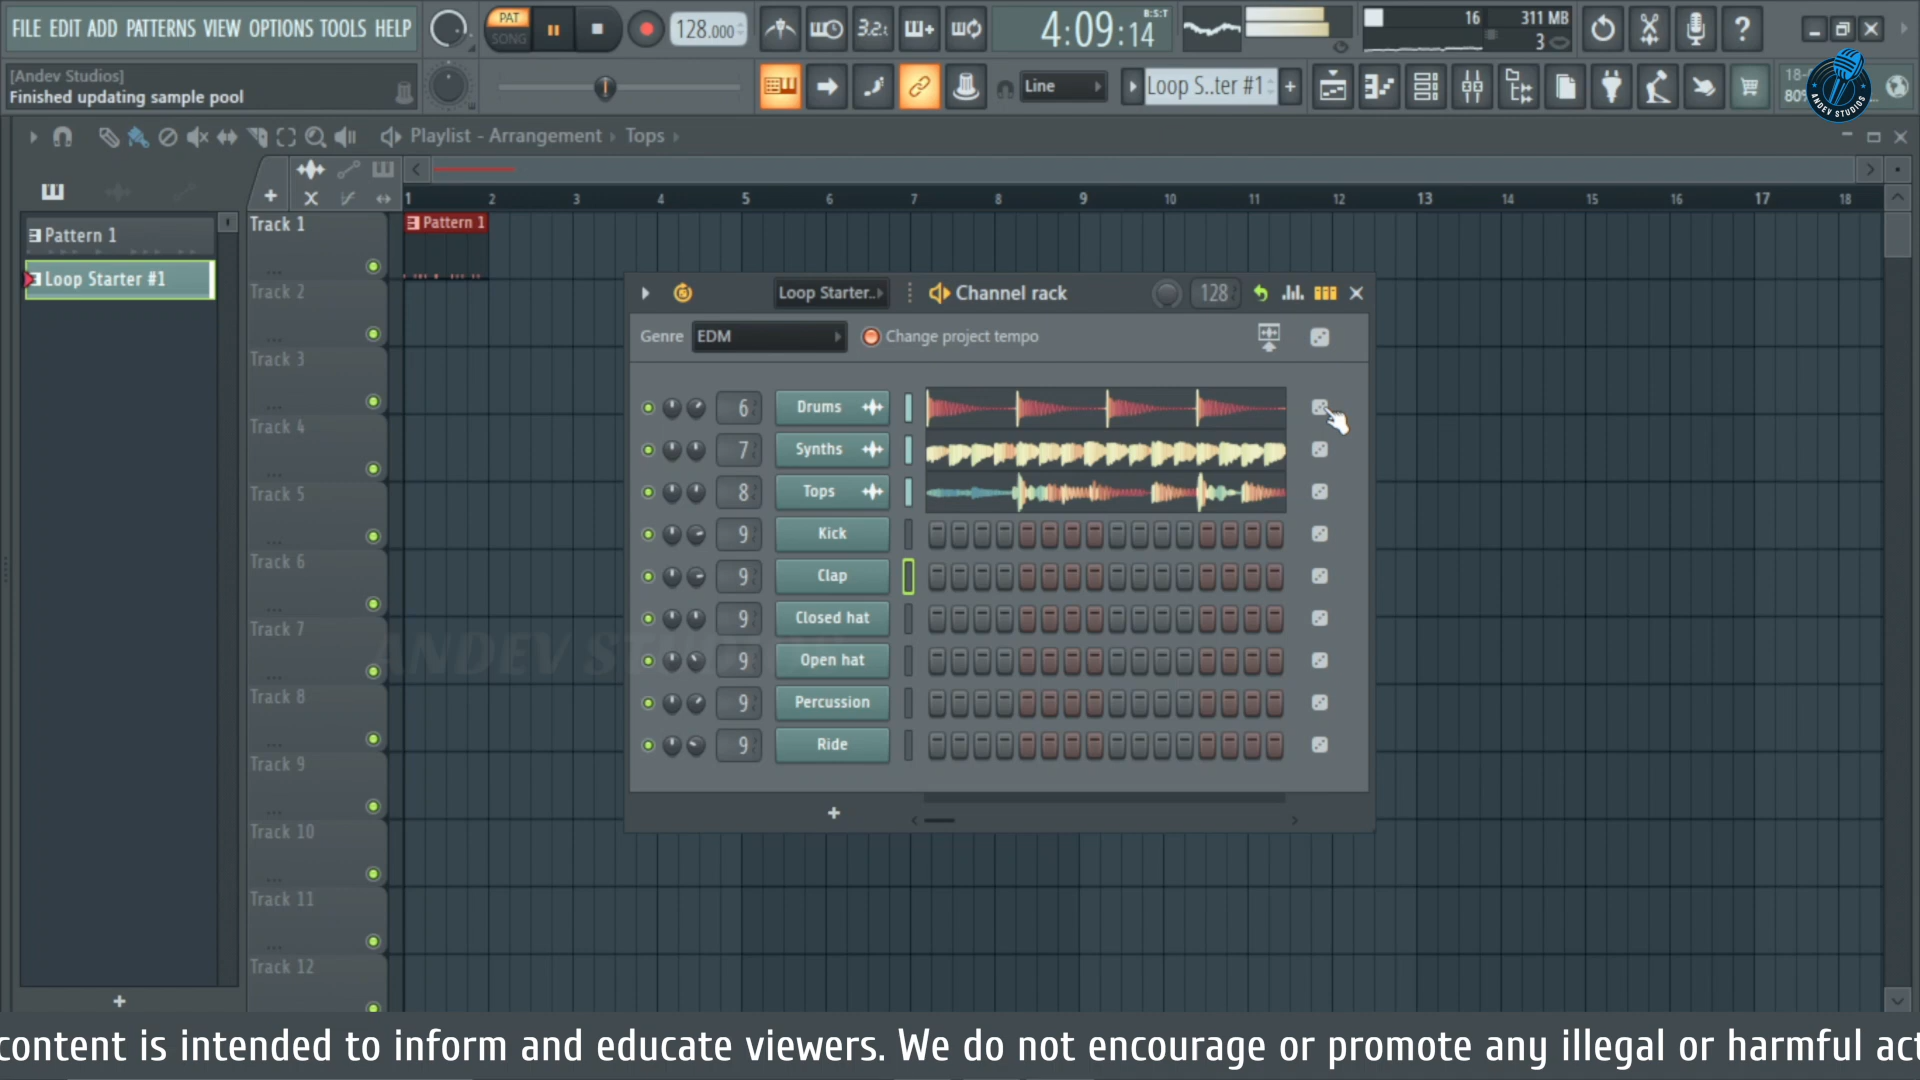 FILE EDIT ADD PATTERNS VIEW OPTIONS TOOLS HELP
PAT
SONG
128.000
3.2.
4:09:14
B:S:T
16
311 MB
3
[Andev Studios]
Finished updating sample pool
Line
Loop S..ter #1
ANDEV STUDIOS
Playlist - Arrangement
Tops
1 2 3 4 5 6 7 8 9 10 11 12 13 14 15 16 17 18
Pattern 1
Loop Starter #1
Pattern 1
Track 1
Track 2
Track 3
Track 4
Track 5
Track 6
Track 7
Track 8
Track 9
Track 10
Track 11
Track 12
Loop Starter..
Channel rack
128
Genre
EDM
Change project tempo
6 Drums
7 Synths
8 Tops
9 Kick
9 Clap
9 Closed hat
9 Open hat
9 Percussion
9 Ride
content is intended to inform and educate viewers. We do not encourage or promote any illegal or harmful act